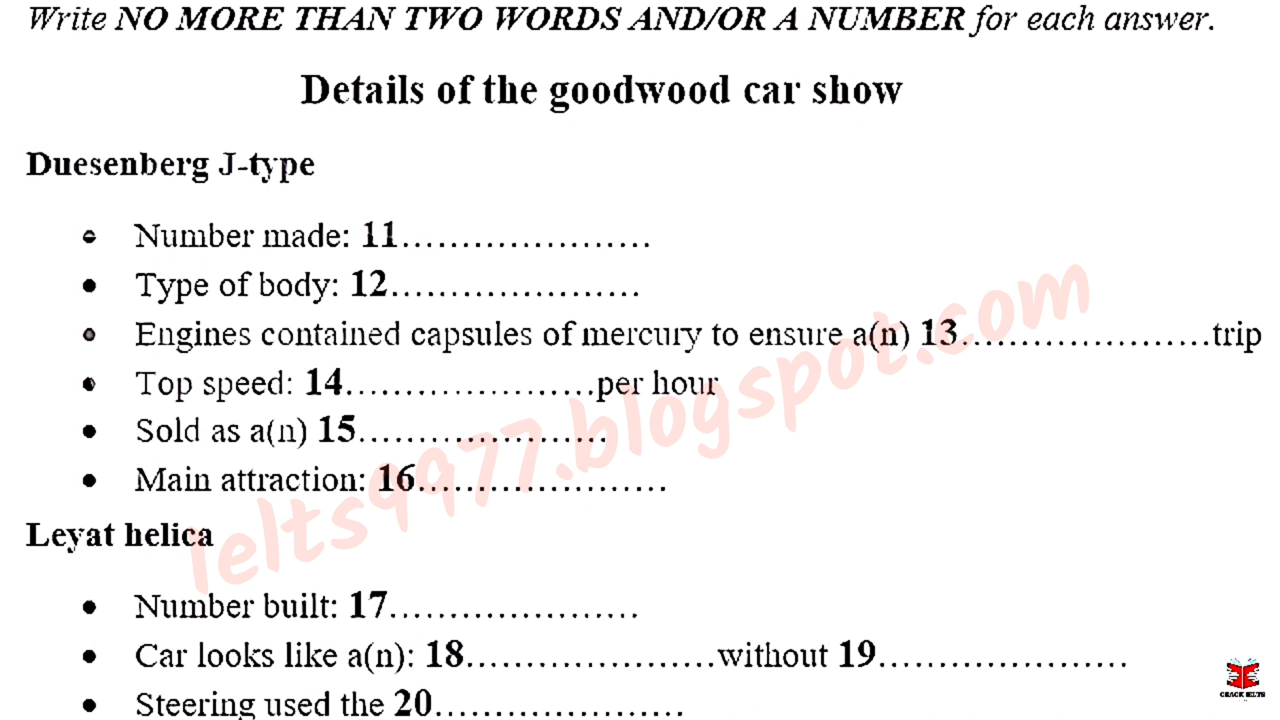 Write NO MORE THAN TWO WORDS AND/OR A NUMBER for each answer.
Details of the goodwood car show
Duesenberg J-type
• Number made: 11.....................
• Type of body: 12.....................
• Engines contained capsules of mercury to ensure a(n) 13.....................trip
• Top speed: 14.....................per hour
• Sold as a(n) 15.....................
• Main attraction: 16.....................
Leyat helica
• Number built: 17.....................
• Car looks like a(n): 18.....................without 19.....................
• Steering used the 20.....................
ielts9977.blogspot.com
CRACK IELTS